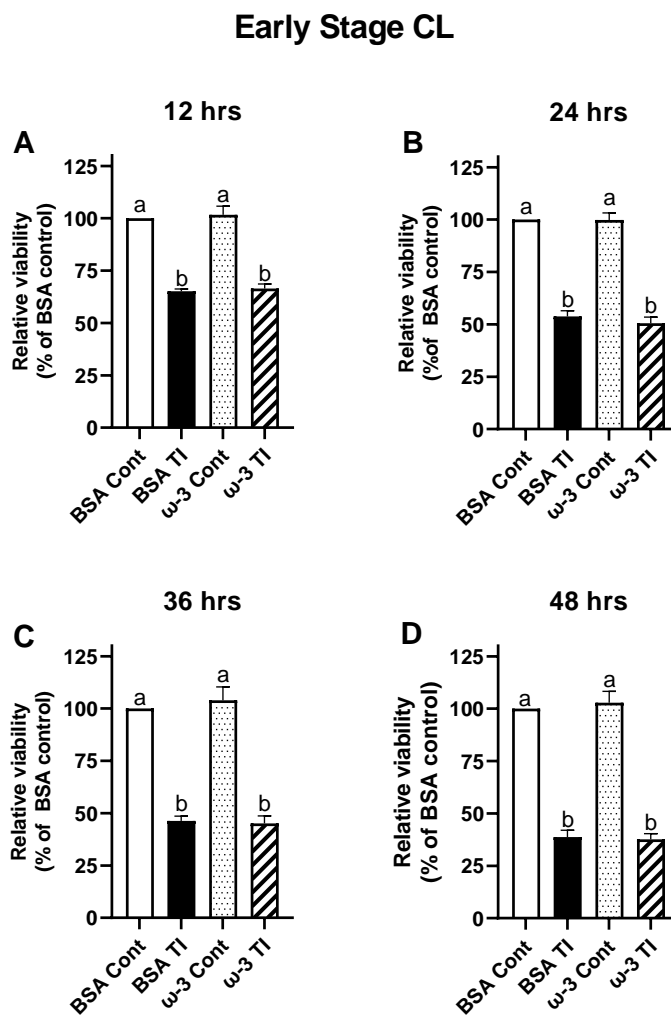 Early Stage CL
12 hrs
A
Relative viability
(% of BSA control)
125
100
75
50
25
0
a
b
a
b
BSA Cont
BSA TI
ω-3 Cont
ω-3 TI
24 hrs
B
Relative viability
(%of  BSA control)
125
100
75
50
25
0
a
b
a
b
BSA Cont
BSA TI
ω-3 Cont
ω-3 TI
36 hrs
C
Relative viability
(% of  BSA control)
125
100
75
50
25
0
a
b
a
b
BSA Cont
BSA TI
ω-3 Cont
ω-3 TI
48 hrs
D
Relative viability
(% of BSA control)
125
100
75
50
25
0
a
b
a
b
BSA Cont
BSA TI
ω-3 Cont
ω-3 TI